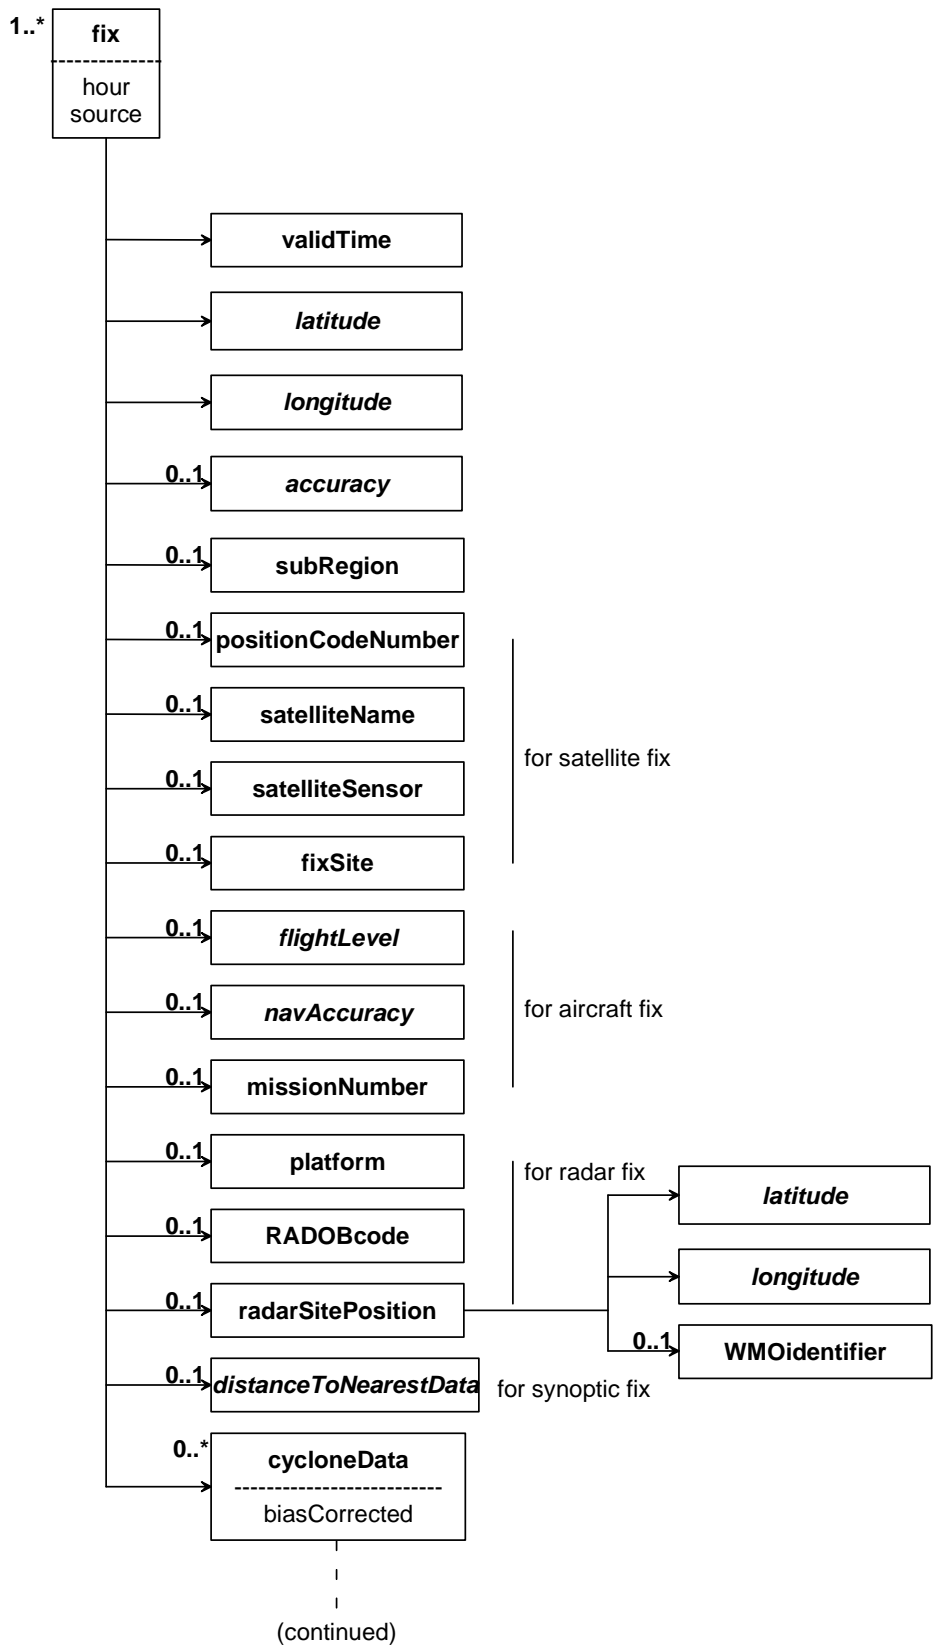 1..*
fix
hour
source
validTime
latitude
longitude
0..1
accuracy
0..1
subRegion
0..1
positionCodeNumber
0..1
satelliteName
for satellite fix
0..1
satelliteSensor
0..1
fixSite
0..1
flightLevel
0..1
navAccuracy
for aircraft fix
0..1
missionNumber
0..1
platform
for radar fix
latitude
0..1
RADOBcode
longitude
0..1
radarSitePosition
0..1
WMOidentifier
0..1
distanceToNearestData
for synoptic fix
0..*
cycloneData
biasCorrected
(continued)